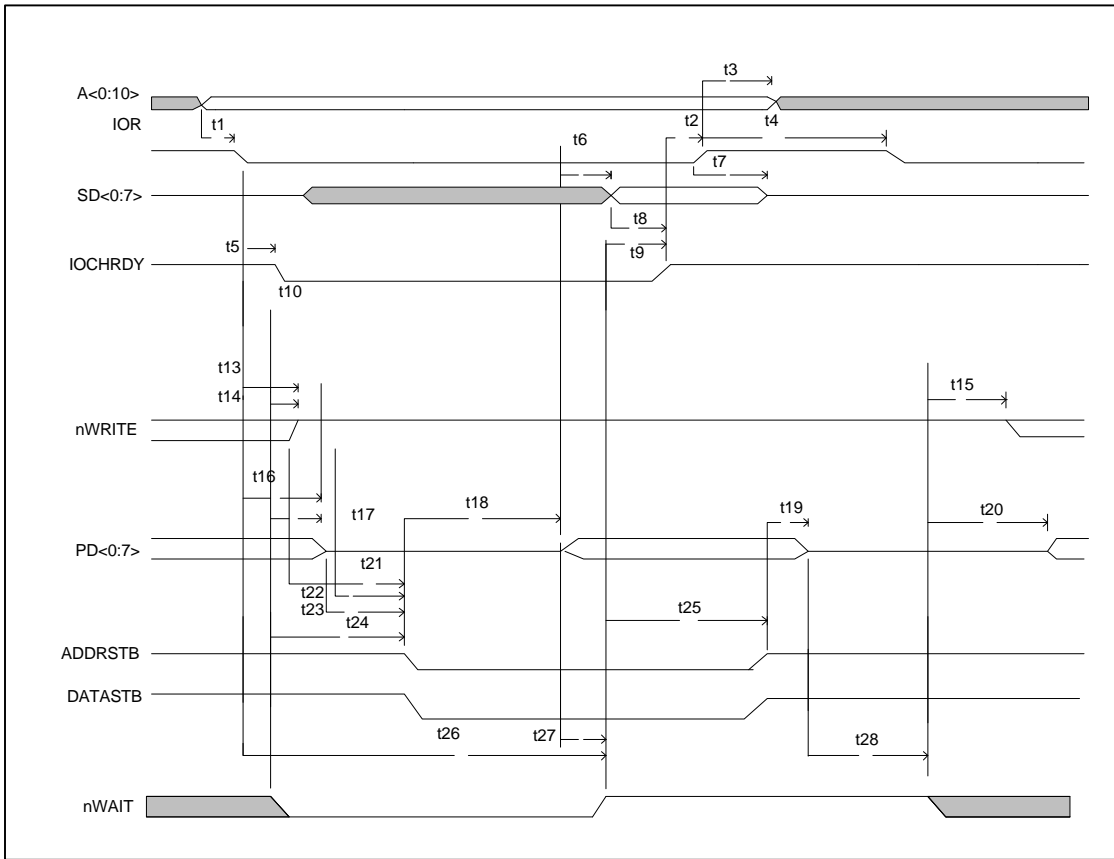 t3
A<0:10>
t1
t2
t4
IOR
t6
t7
SD<0:7>
t8
t5
t9
IOCHRDY
t10
t13
t14
t15
nWRITE
t16
t17
t18
t19
t20
PD<0:7>
t21
t22
t23
t24
t25
ADDRSTB
DATASTB
t26
t27
t28
nWAIT